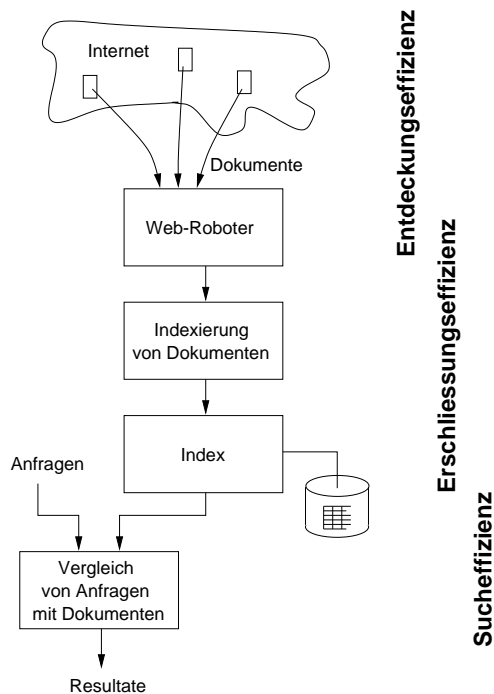 Internet
Dokumente
Web-Roboter
Indexierung
von Dokumenten
Index
Anfragen
Vergleich
von Anfragen
mit Dokumenten
Resultate
Entdeckungseffizienz
Erschliessungseffizienz
Sucheffizienz